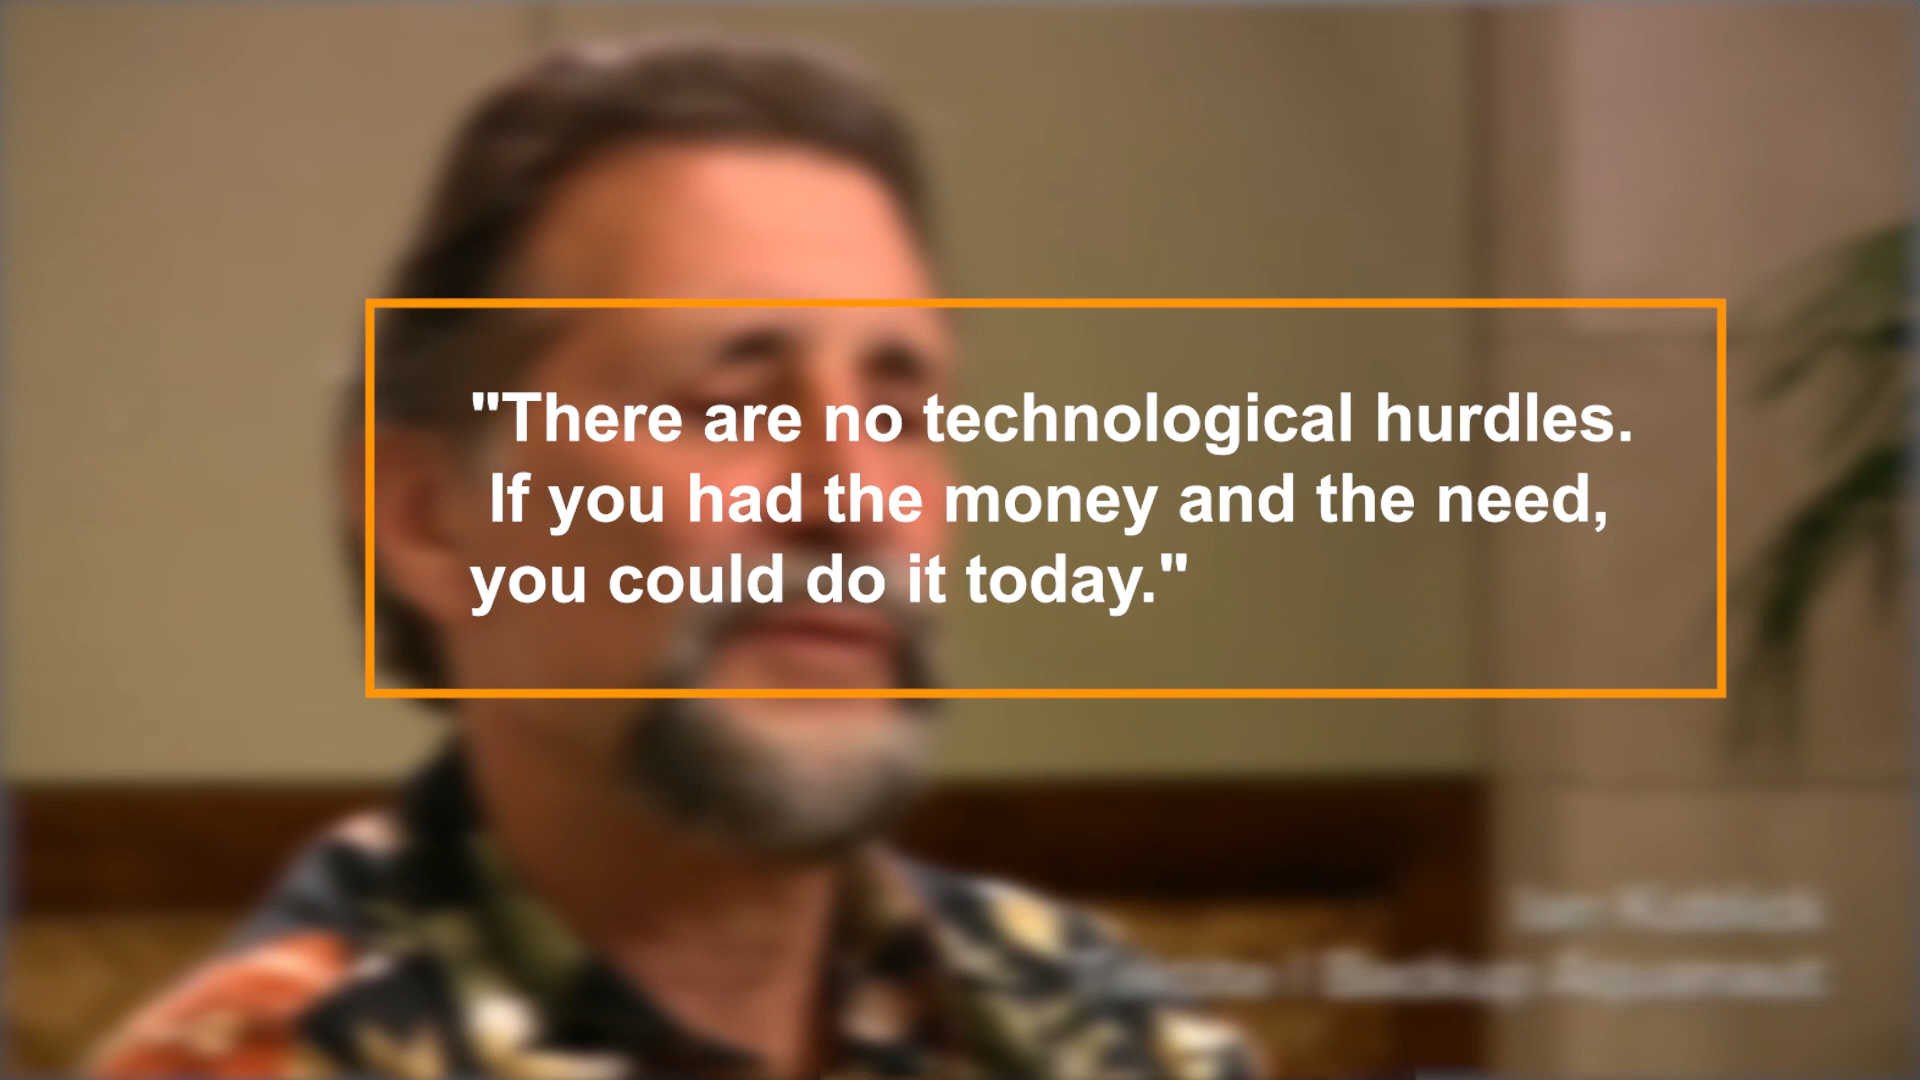 "There are no technological hurdles.
If you had the money and the need,
you could do it today."